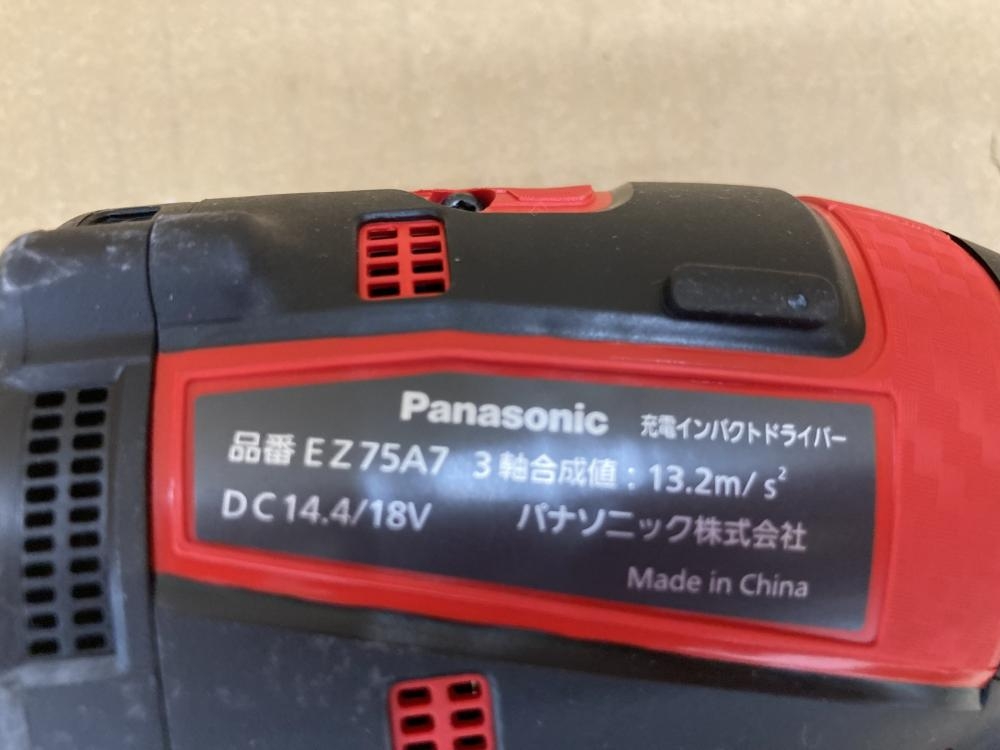 Panasonic 充電インパクトドライバー
品番 EZ75A7 3軸合成値：13.2m/s²
DC14.4/18V パナソニック株式会社
Made in China